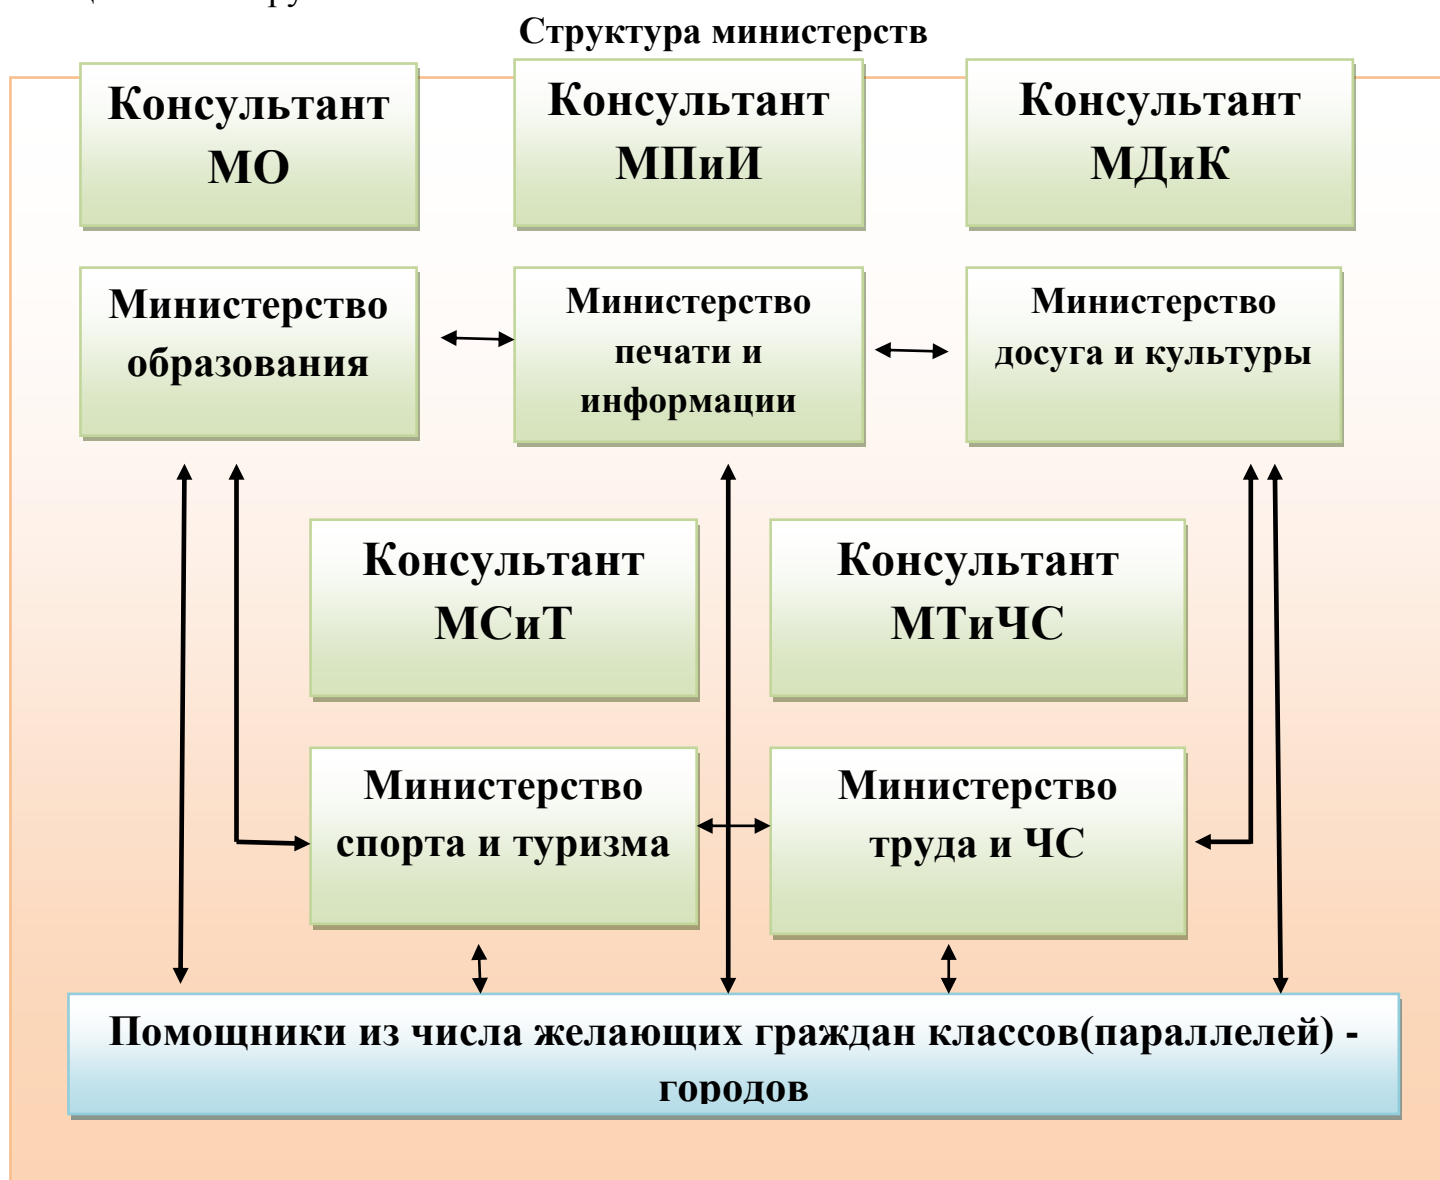 Структура министерств
Консультант
МО
Консультант
МПиИ
Консультант
МДиК
Министерство
образования
Министерство
печати и
информации
Министерство
досуга и культуры
Консультант
МСиТ
Консультант
МТиЧС
Министерство
спорта и туризма
Министерство
труда и ЧС
Помощники из числа желающих граждан классов(параллелей) -
городов